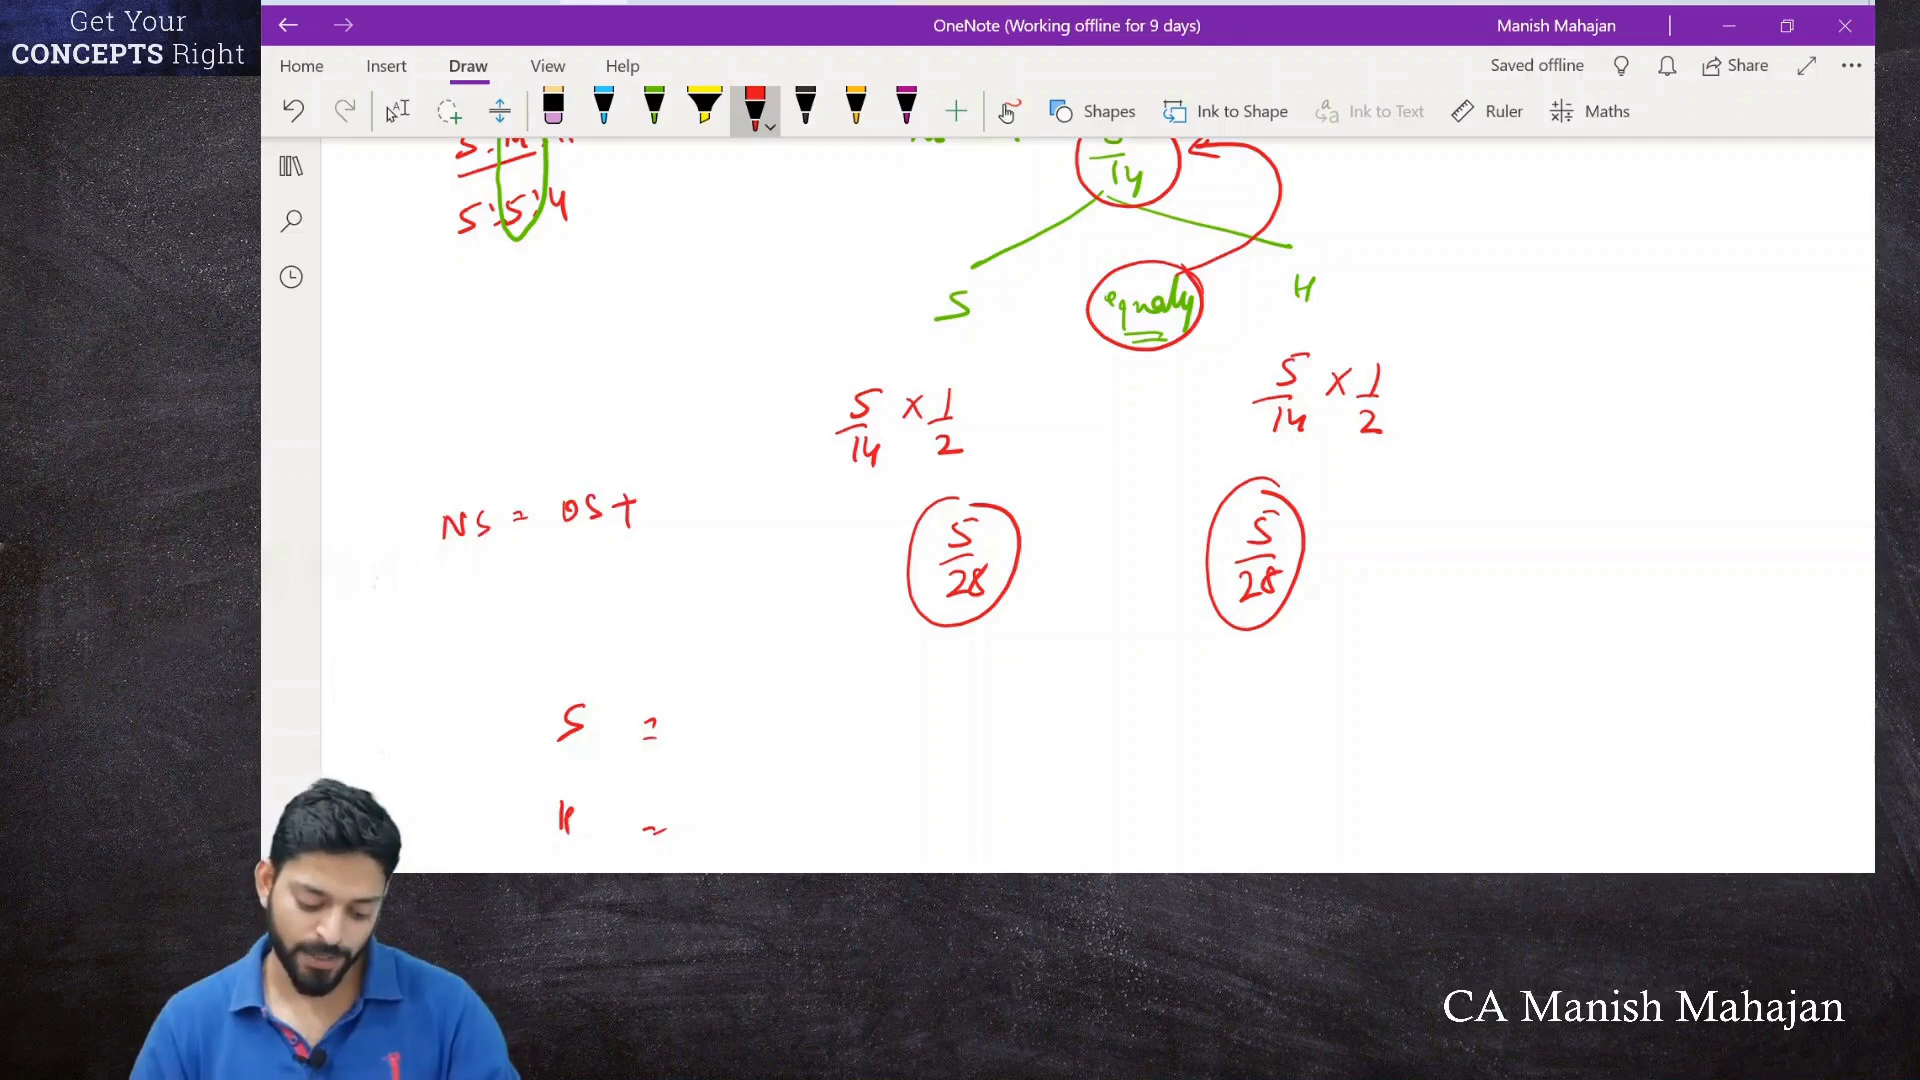 Get Your
CONCEPTS Right
OneNote (Working offline for 9 days)
Manish Mahajan
Home
Insert
Draw
View
Help
Saved offline
Share
Shapes
Ink to Shape
Ink to Text
Ruler
Maths
5:5:4
14
S
equally
H
5/14 × 1/2
5/14 × 1/2
NS = OS +
5/28
5/28
S =
H =
CA Manish Mahajan